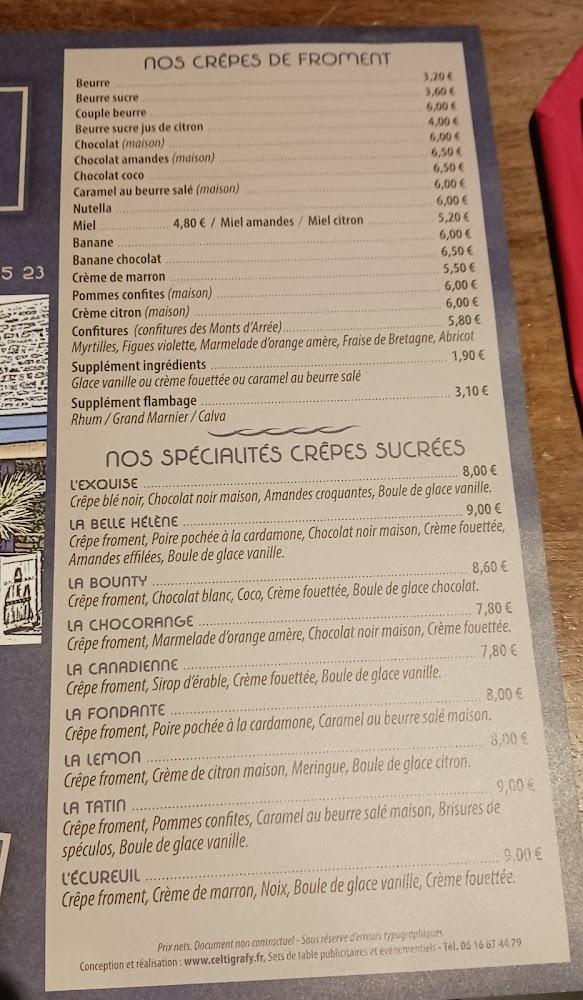 NOS CRÊPES DE FROMENT
Beurre 3,20 €
Beurre sucre 3,60 €
Couple beurre 6,00 €
Beurre sucre jus de citron 4,00 €
Chocolat (maison) 6,00 €
Chocolat amandes (maison) 6,50 €
Chocolat coco 6,50 €
Caramel au beurre salé (maison) 6,00 €
Nutella 6,00 €
Miel 4,80 € / Miel amandes / Miel citron 5,20 €
Banane 6,00 €
Banane chocolat 6,50 €
Crème de marron 5,50 €
Pommes confites (maison) 6,00 €
Crème citron (maison) 6,00 €
Confitures (confitures des Monts d'Arrée) 5,80 €
Myrtilles, Figues violette, Marmelade d'orange amère, Fraise de Bretagne, Abricot
Supplément ingrédients 1,90 €
Glace vanille ou crème fouettée ou caramel au beurre salé
Supplément flambage 3,10 €
Rhum / Grand Marnier / Calva
NOS SPÉCIALITÉS CRÊPES SUCRÉES
L'EXQUISE 8,00 €
Crêpe blé noir, Chocolat noir maison, Amandes croquantes, Boule de glace vanille.
LA BELLE HÉLÈNE 9,00 €
Crêpe froment, Poire pochée à la cardamone, Chocolat noir maison, Crème fouettée,
Amandes effilées, Boule de glace vanille.
LA BOUNTY 8,60 €
Crêpe froment, Chocolat blanc, Coco, Crème fouettée, Boule de glace chocolat.
LA CHOCORANGE 7,80 €
Crêpe froment, Marmelade d'orange amère, Chocolat noir maison, Crème fouettée.
LA CANADIENNE 7,80 €
Crêpe froment, Sirop d'érable, Crème fouettée, Boule de glace vanille.
LA FONDANTE 8,00 €
Crêpe froment, Poire pochée à la cardamone, Caramel au beurre salé maison.
LA LEMON 8,00 €
Crêpe froment, Crème de citron maison, Meringue, Boule de glace citron.
LA TATIN 9,00 €
Crêpe froment, Pommes confites, Caramel au beurre salé maison, Brisures de
spéculos, Boule de glace vanille.
L'ÉCUREUIL 9,00 €
Crêpe froment, Crème de marron, Noix, Boule de glace vanille, Crème fouettée.
Prix nets. Document non contractuel - Sous réserve d'erreurs typographiques
Conception et réalisation : www.celtigrafy.fr, Sets de table publicitaires et événementiels - Tél. 06 16 67 44 79
5 23